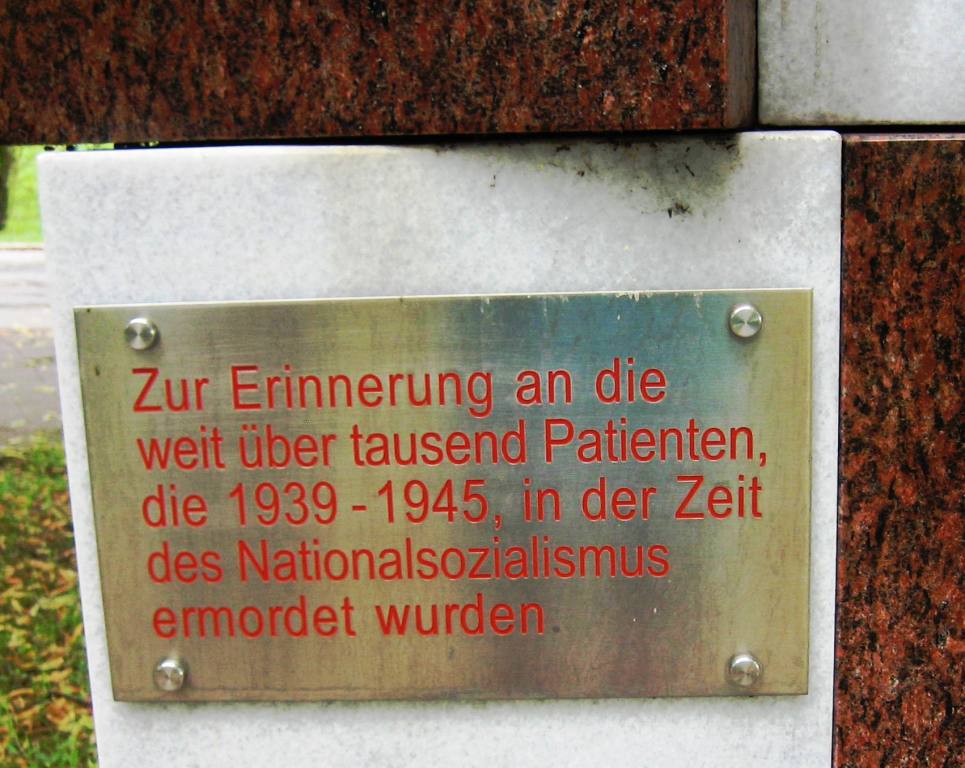 Zur Erinnerung an die
weit über tausend Patienten,
die 1939 - 1945, in der Zeit
des Nationalsozialismus
ermordet wurden